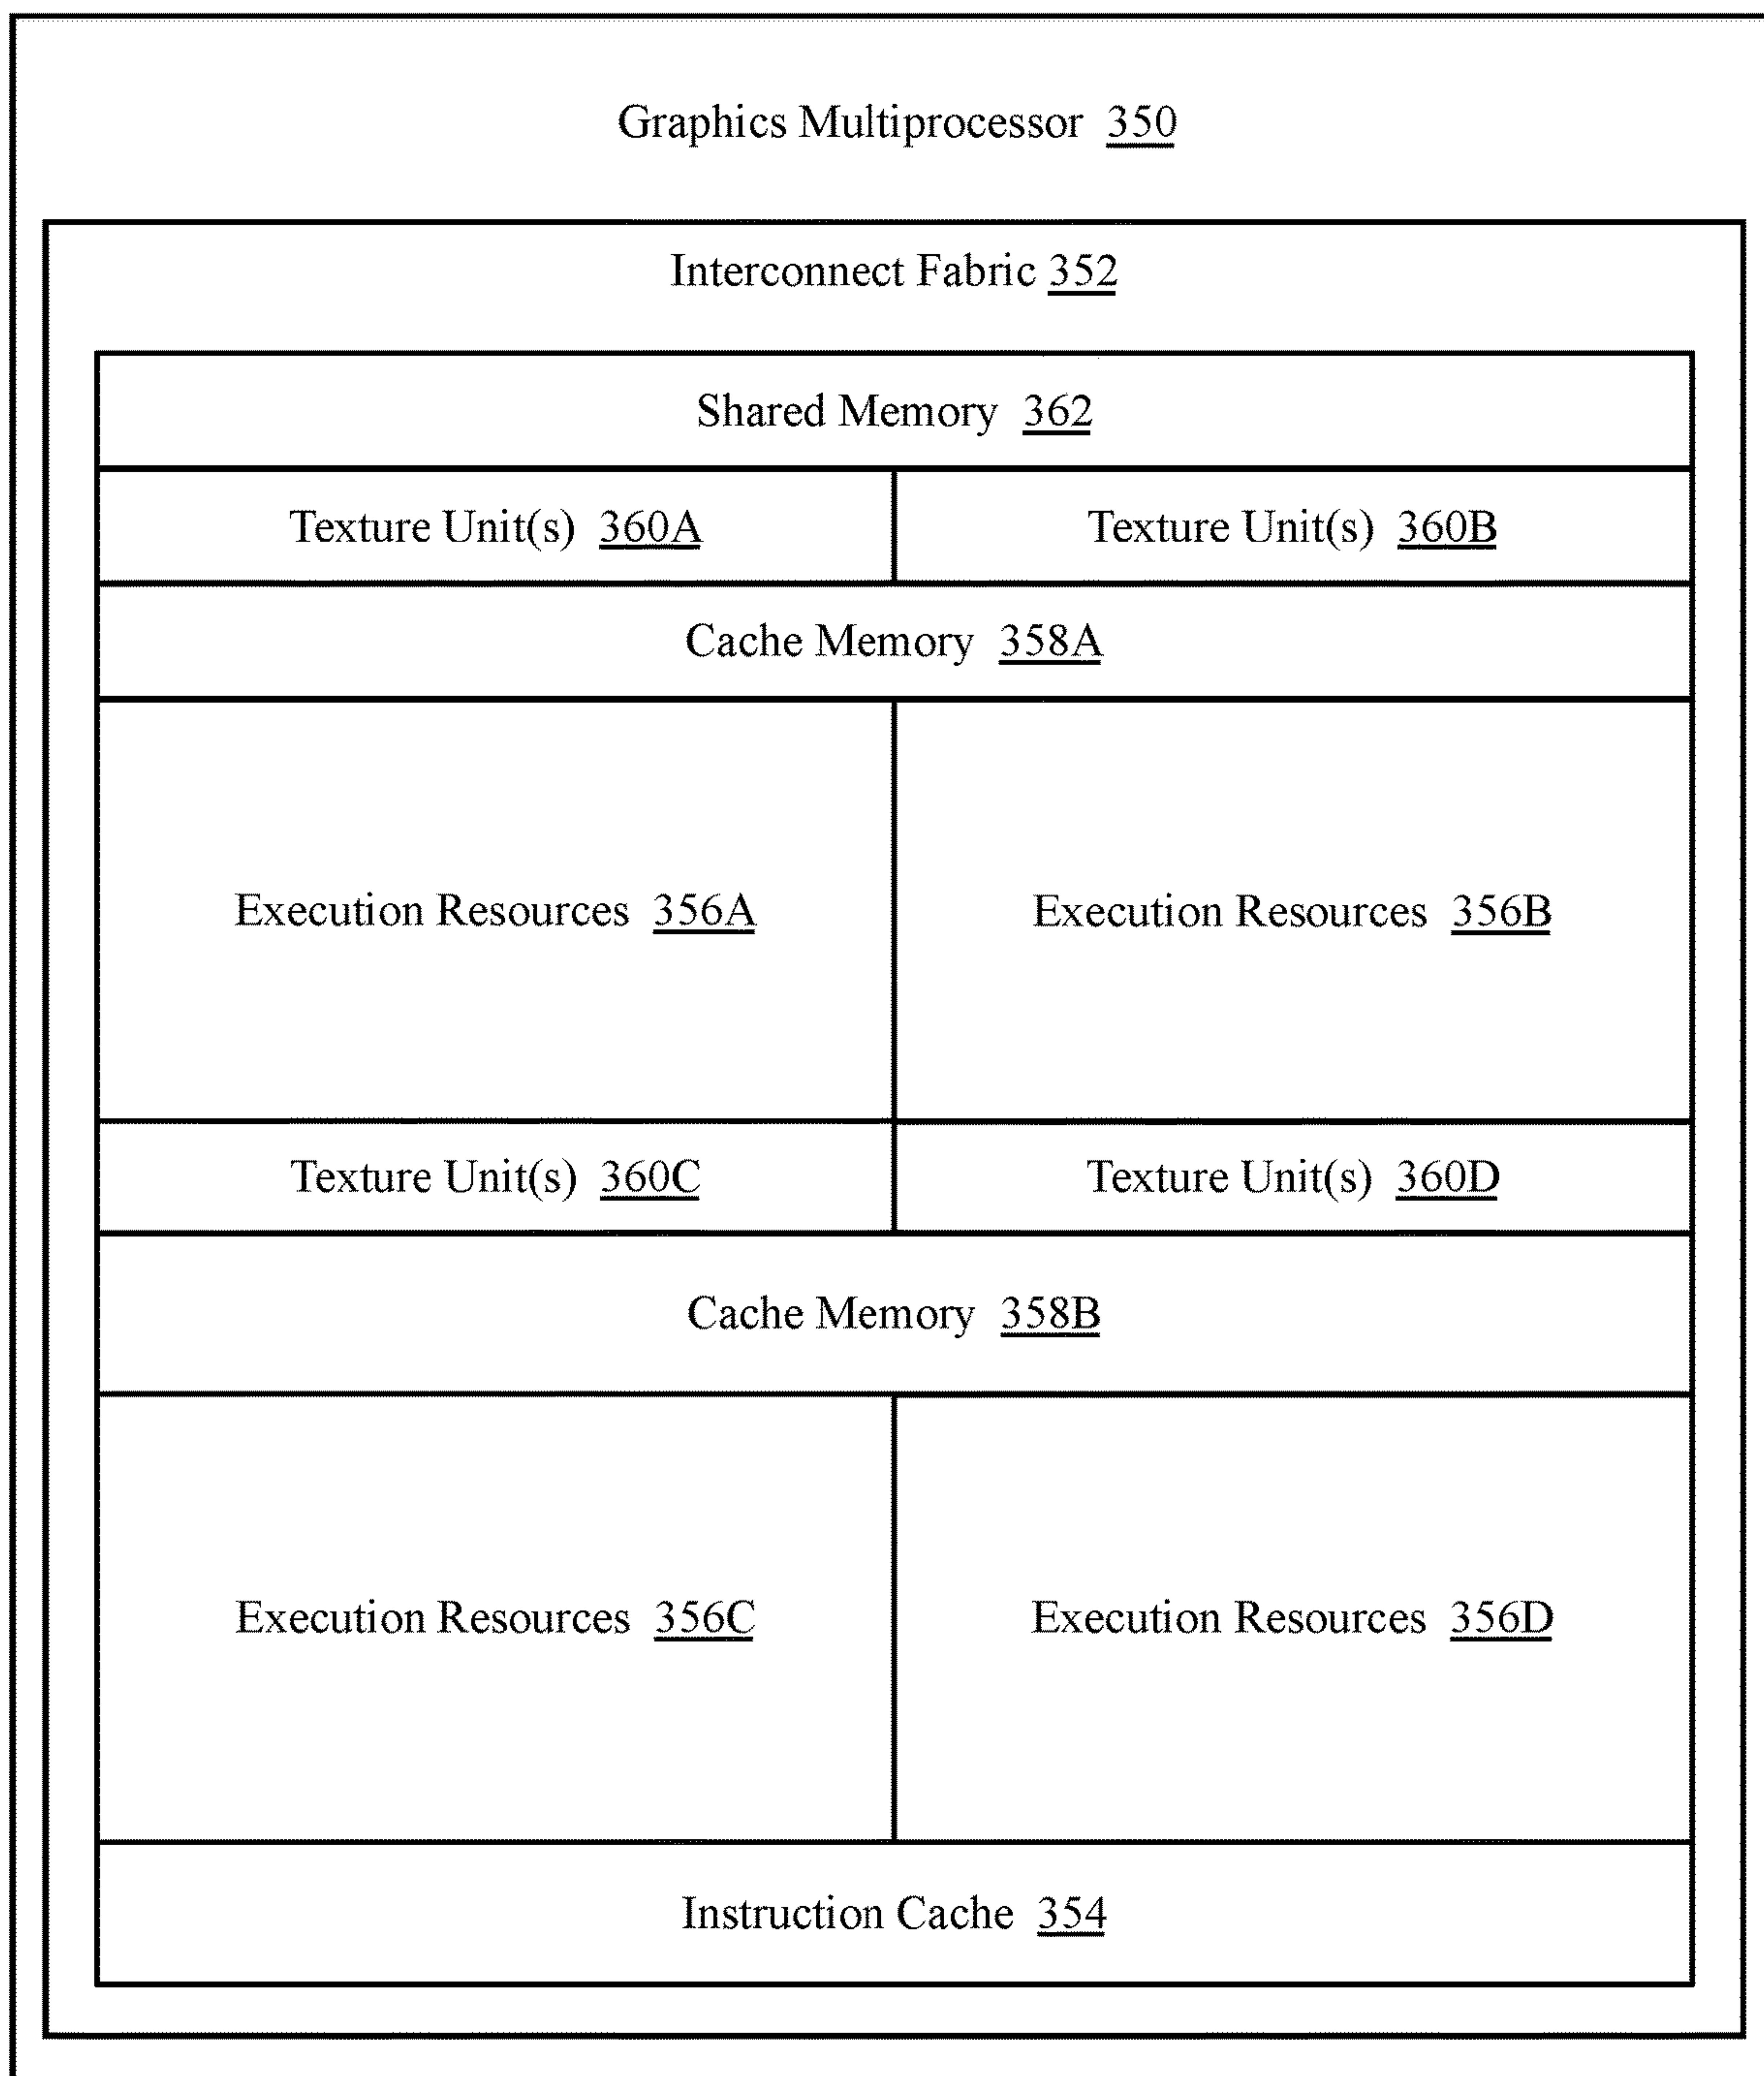 Graphics Multiprocessor 350
Interconnect Fabric 352
Shared Memory 362
Texture Unit(s) 360A
Texture Unit(s) 360B
Cache Memory 358A
Execution Resources 356A
Execution Resources 356B
Texture Unit(s) 360C
Texture Unit(s) 360D
Cache Memory 358B
Execution Resources 356C
Execution Resources 356D
Instruction Cache 354